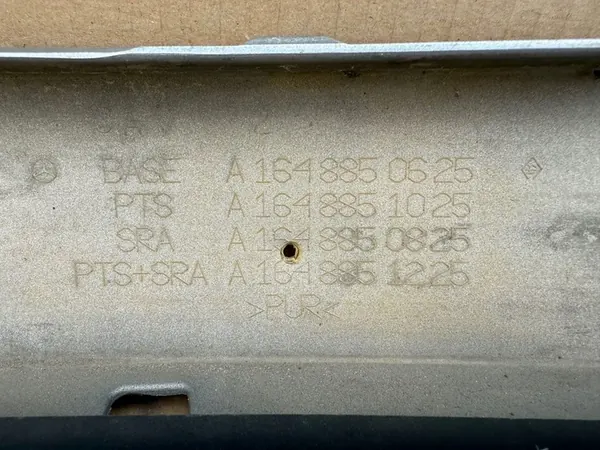 BASE A 164 885 06 25
PTS A 164 885 10 25
SRA A 164 885 08 25
PTS+SRA A 164 885 12 25
>PUR<